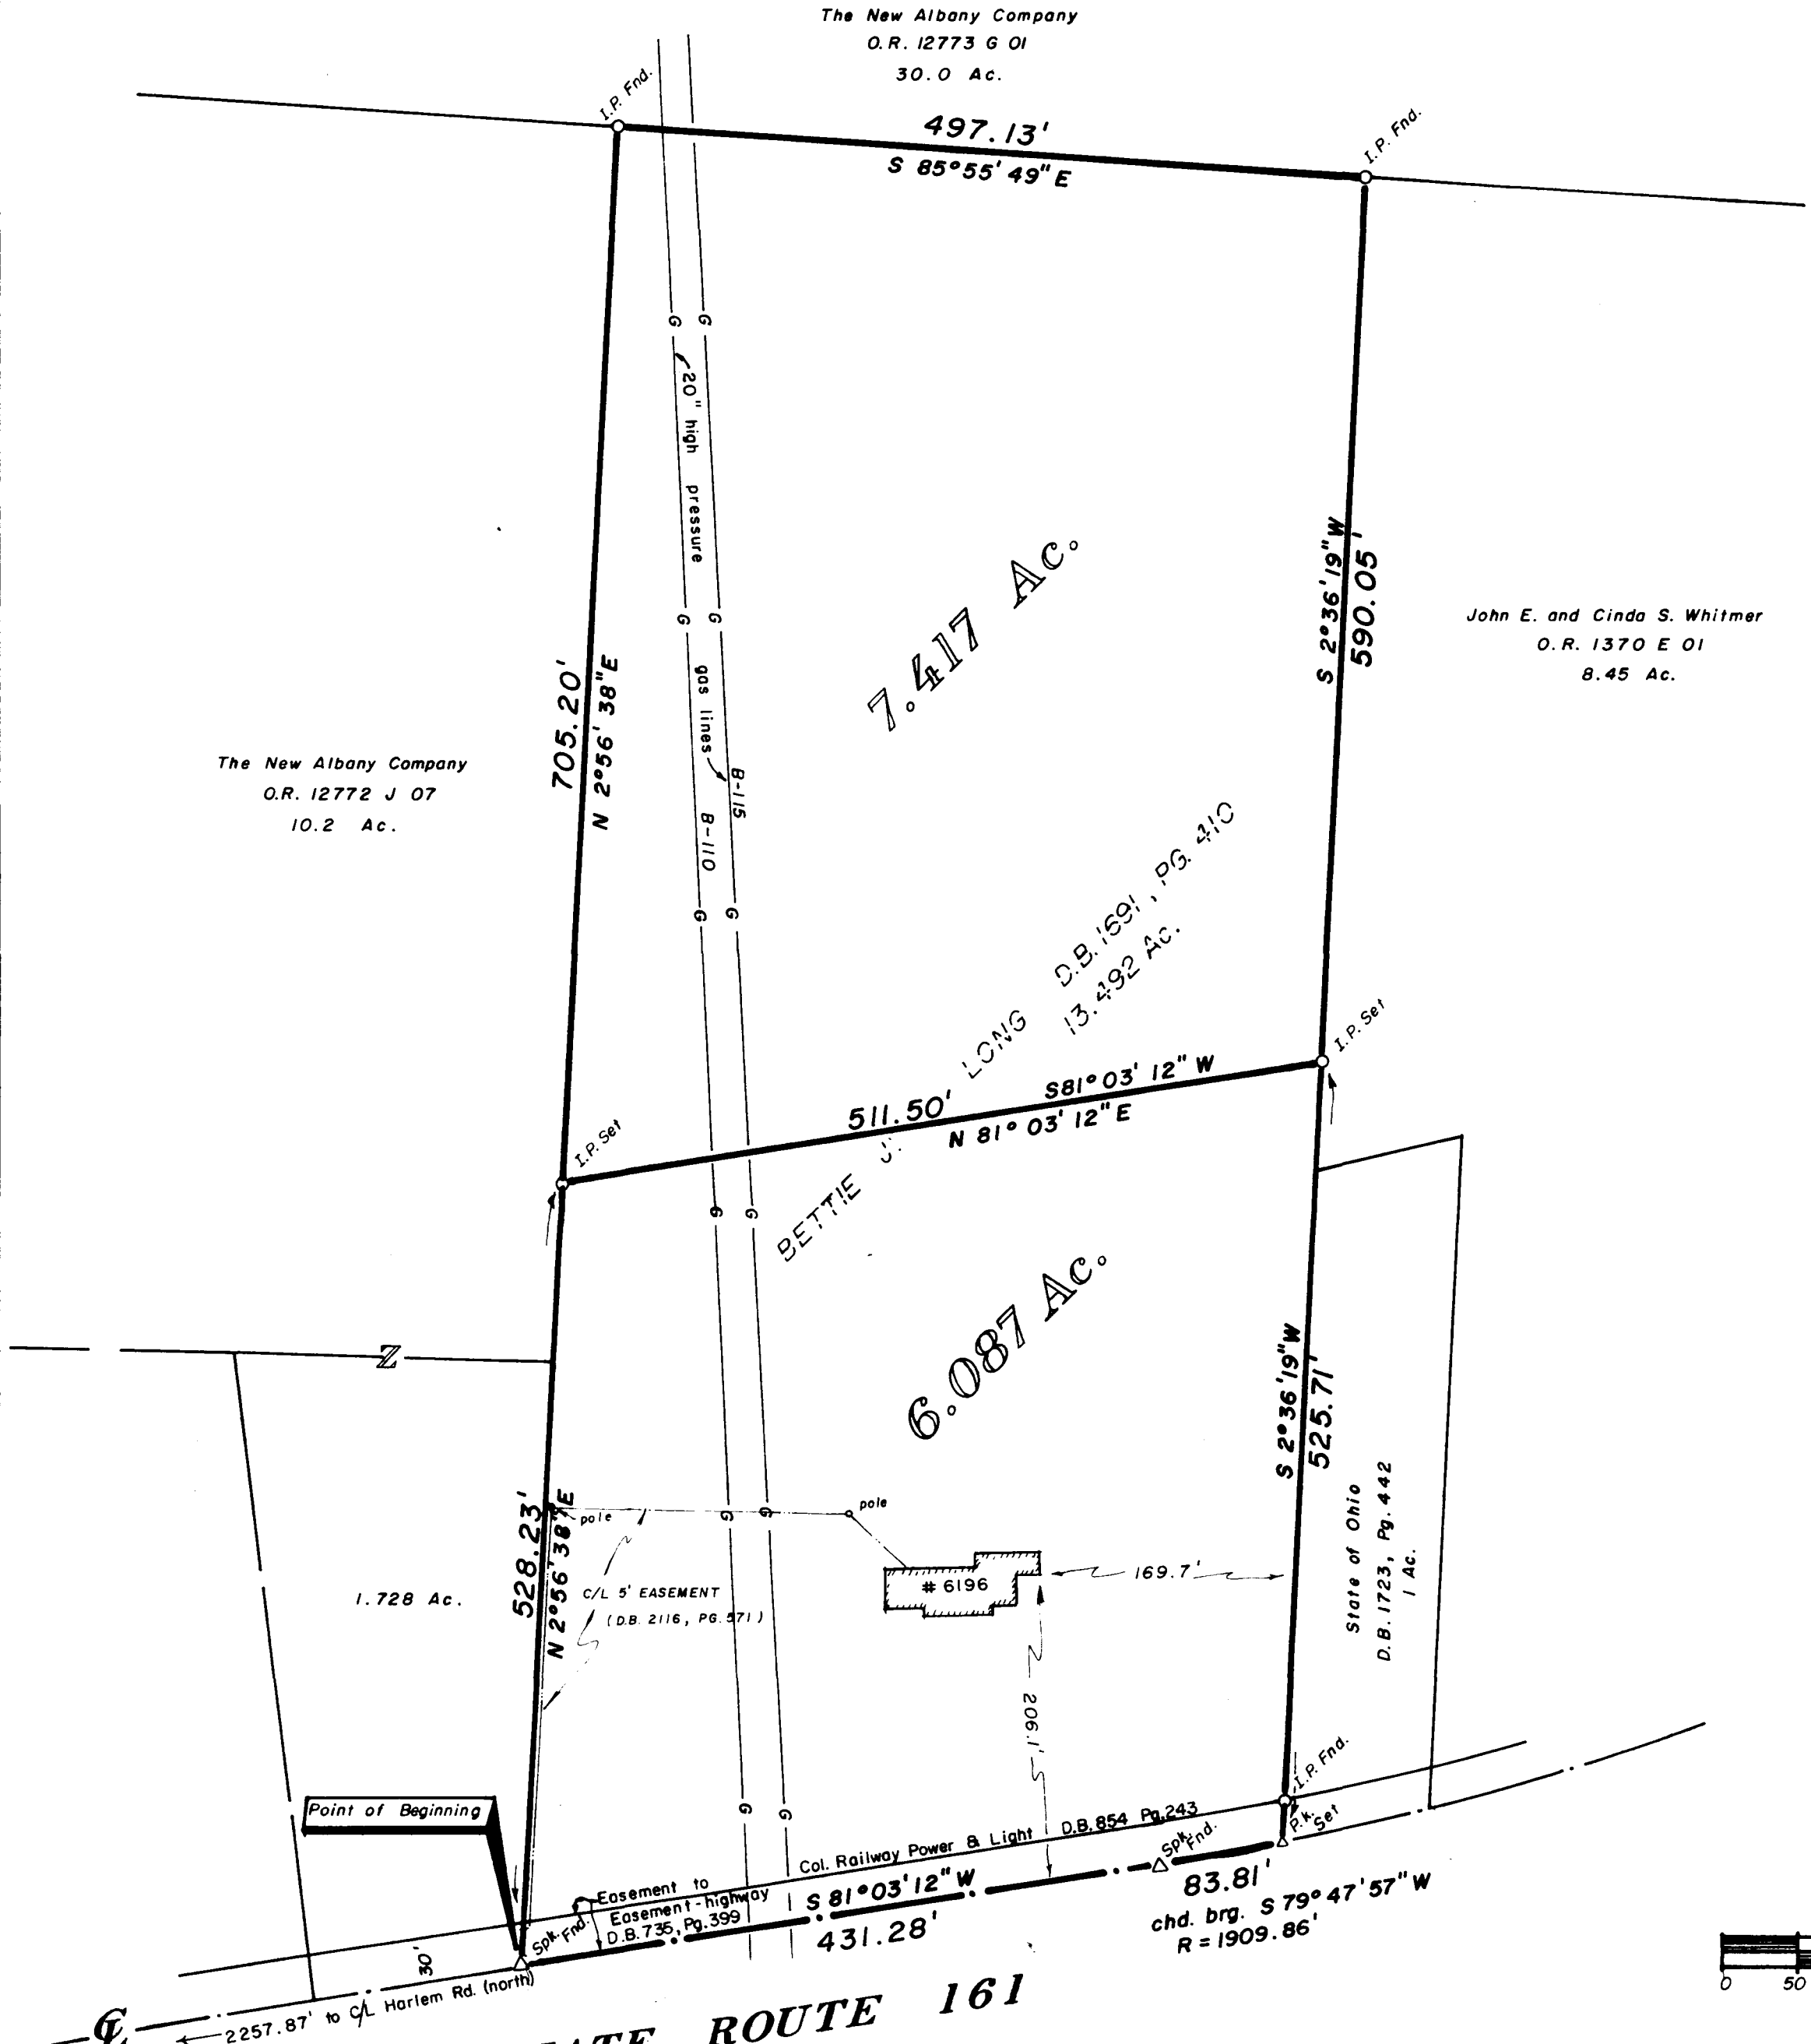 The New Albany Company
O.R. 12773 G 01
30.0 Ac.
I.P. Fnd.
497.13'
S 85°55'49" E
I.P. Fnd.
G
G
20" high pressure gas lines
B-110
B-115
G
G
G
G
705.20'
N 2°56'38" E
7.417 Ac.
S 2°36'19" W
590.05'
John E. and Cinda S. Whitmer
O.R. 1370 E 01
8.45 Ac.
The New Albany Company
O.R. 12772 J 07
10.2 Ac.
BETTIE J. LONG D.B. 1691, PG. 410
13.492 Ac.
I.P. Set
S81°03'12" W
511.50'
N 81°03'12" E
I.P. Set
G
G
6.087 Ac.
Z
S 2°36'19" W
525.71'
State of Ohio
D.B. 1723, Pg. 442
1 Ac.
528.23'
N 2°56'38" E
pole
G
G
pole
# 6196
169.7'
206.1'
1.728 Ac.
C/L 5' EASEMENT
(D.B. 2116, PG. 571)
Point of Beginning
G
G
I.P. Fnd.
P.K. Set
Spk. Fnd.
Easement to Col. Railway Power & Light D.B. 854 Pg. 243
Easement-highway
D.B. 735, Pg. 399
Spk. Fnd.
S 81°03'12" W
431.28'
83.81'
chd. brg. S 79°47'57" W
R = 1909.86'
30'
℄
2257.87' to C/L Harlem Rd. (north)
ROUTE 161
0 50